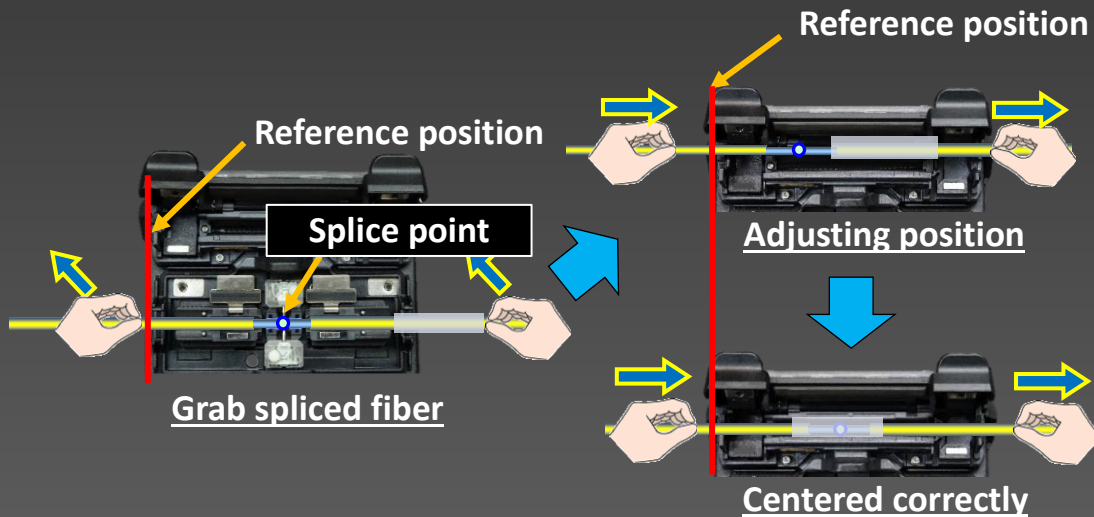 Reference position
Splice point
Grab spliced fiber
Reference position
Adjusting position
Centered correctly